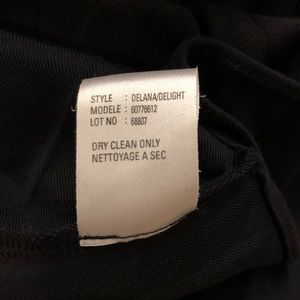 STYLE : DELANA/DELIGHT
MODELE : 60776612
LOT NO : 68807
DRY CLEAN ONLY
NETTOYAGE A SEC